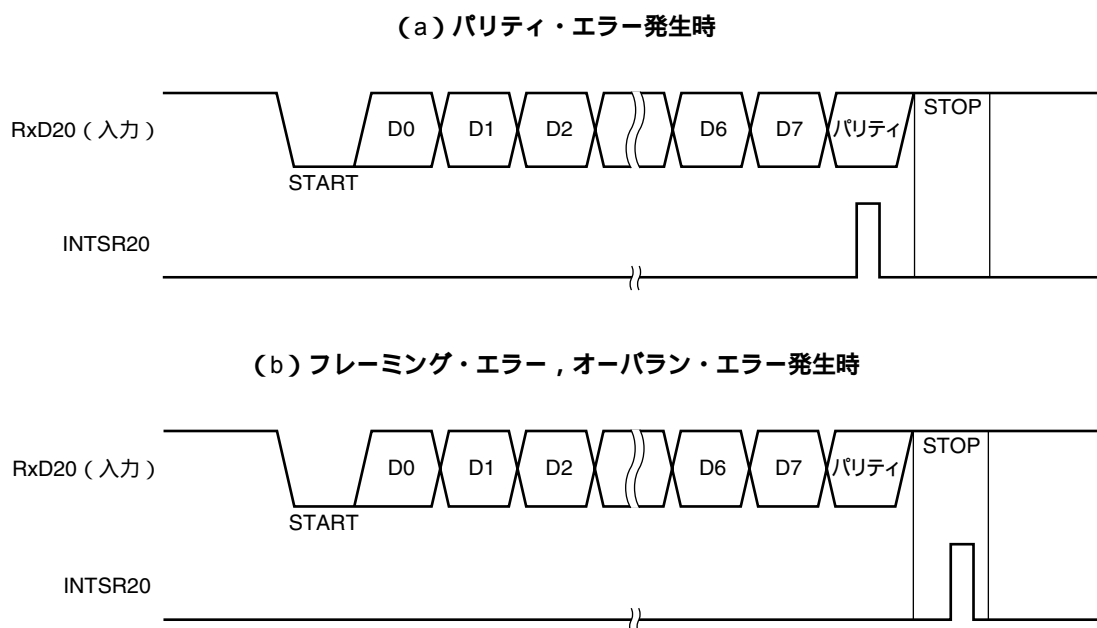 （a）パリティ・エラー発生時
RxD20（入力）
D0 D1 D2 D6 D7 パリティ STOP
START
INTSR20
（b）フレーミング・エラー，オーバラン・エラー発生時
RxD20（入力）
D0 D1 D2 D6 D7 パリティ STOP
START
INTSR20